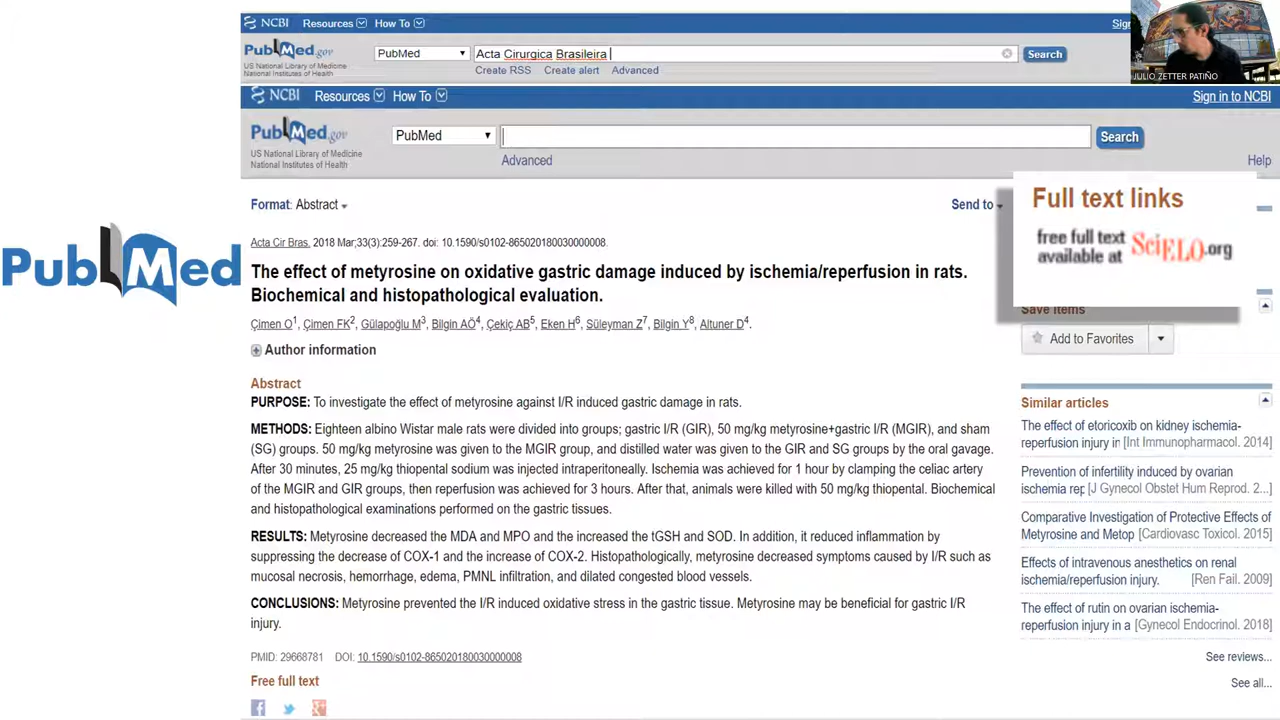 NCBI Resources How To Sign
PubMed.gov
US National Library of Medicine
National Institutes of Health
PubMed
Acta Cirurgica Brasileira
Search
Create RSS Create alert Advanced
JULIO ZETTER PATIÑO
NCBI Resources How To Sign in to NCBI
PubMed.gov
US National Library of Medicine
National Institutes of Health
PubMed
Search
Advanced
Help
Format: Abstract
Send to
Full text links
free full text
available at SciELO.org
PubMed
Acta Cir Bras. 2018 Mar;33(3):259-267. doi: 10.1590/s0102-865020180030000008.
The effect of metyrosine on oxidative gastric damage induced by ischemia/reperfusion in rats.
Biochemical and histopathological evaluation.
Çimen O1, Çimen FK2, Gülapoğlu M3, Bilgin AÖ4, Çekiç AB5, Eken H6, Süleyman Z7, Bilgin Y8, Altuner D4.
Author information
Abstract
PURPOSE: To investigate the effect of metyrosine against I/R induced gastric damage in rats.
METHODS: Eighteen albino Wistar male rats were divided into groups; gastric I/R (GIR), 50 mg/kg metyrosine+gastric I/R (MGIR), and sham
(SG) groups. 50 mg/kg metyrosine was given to the MGIR group, and distilled water was given to the GIR and SG groups by the oral gavage.
After 30 minutes, 25 mg/kg thiopental sodium was injected intraperitoneally. Ischemia was achieved for 1 hour by clamping the celiac artery
of the MGIR and GIR groups, then reperfusion was achieved for 3 hours. After that, animals were killed with 50 mg/kg thiopental. Biochemical
and histopathological examinations performed on the gastric tissues.
RESULTS: Metyrosine decreased the MDA and MPO and the increased the tGSH and SOD. In addition, it reduced inflammation by
suppressing the decrease of COX-1 and the increase of COX-2. Histopathologically, metyrosine decreased symptoms caused by I/R such as
mucosal necrosis, hemorrhage, edema, PMNL infiltration, and dilated congested blood vessels.
CONCLUSIONS: Metyrosine prevented the I/R induced oxidative stress in the gastric tissue. Metyrosine may be beneficial for gastric I/R
injury.
PMID: 29668781 DOI: 10.1590/s0102-865020180030000008
Free full text
Save items
Add to Favorites
Similar articles
The effect of etoricoxib on kidney ischemia-
reperfusion injury in [Int Immunopharmacol. 2014]
Prevention of infertility induced by ovarian
ischemia rep [J Gynecol Obstet Hum Reprod. 2...]
Comparative Investigation of Protective Effects of
Metyrosine and Metop [Cardiovasc Toxicol. 2015]
Effects of intravenous anesthetics on renal
ischemia/reperfusion injury. [Ren Fail. 2009]
The effect of rutin on ovarian ischemia-
reperfusion injury in a [Gynecol Endocrinol. 2018]
See reviews...
See all...